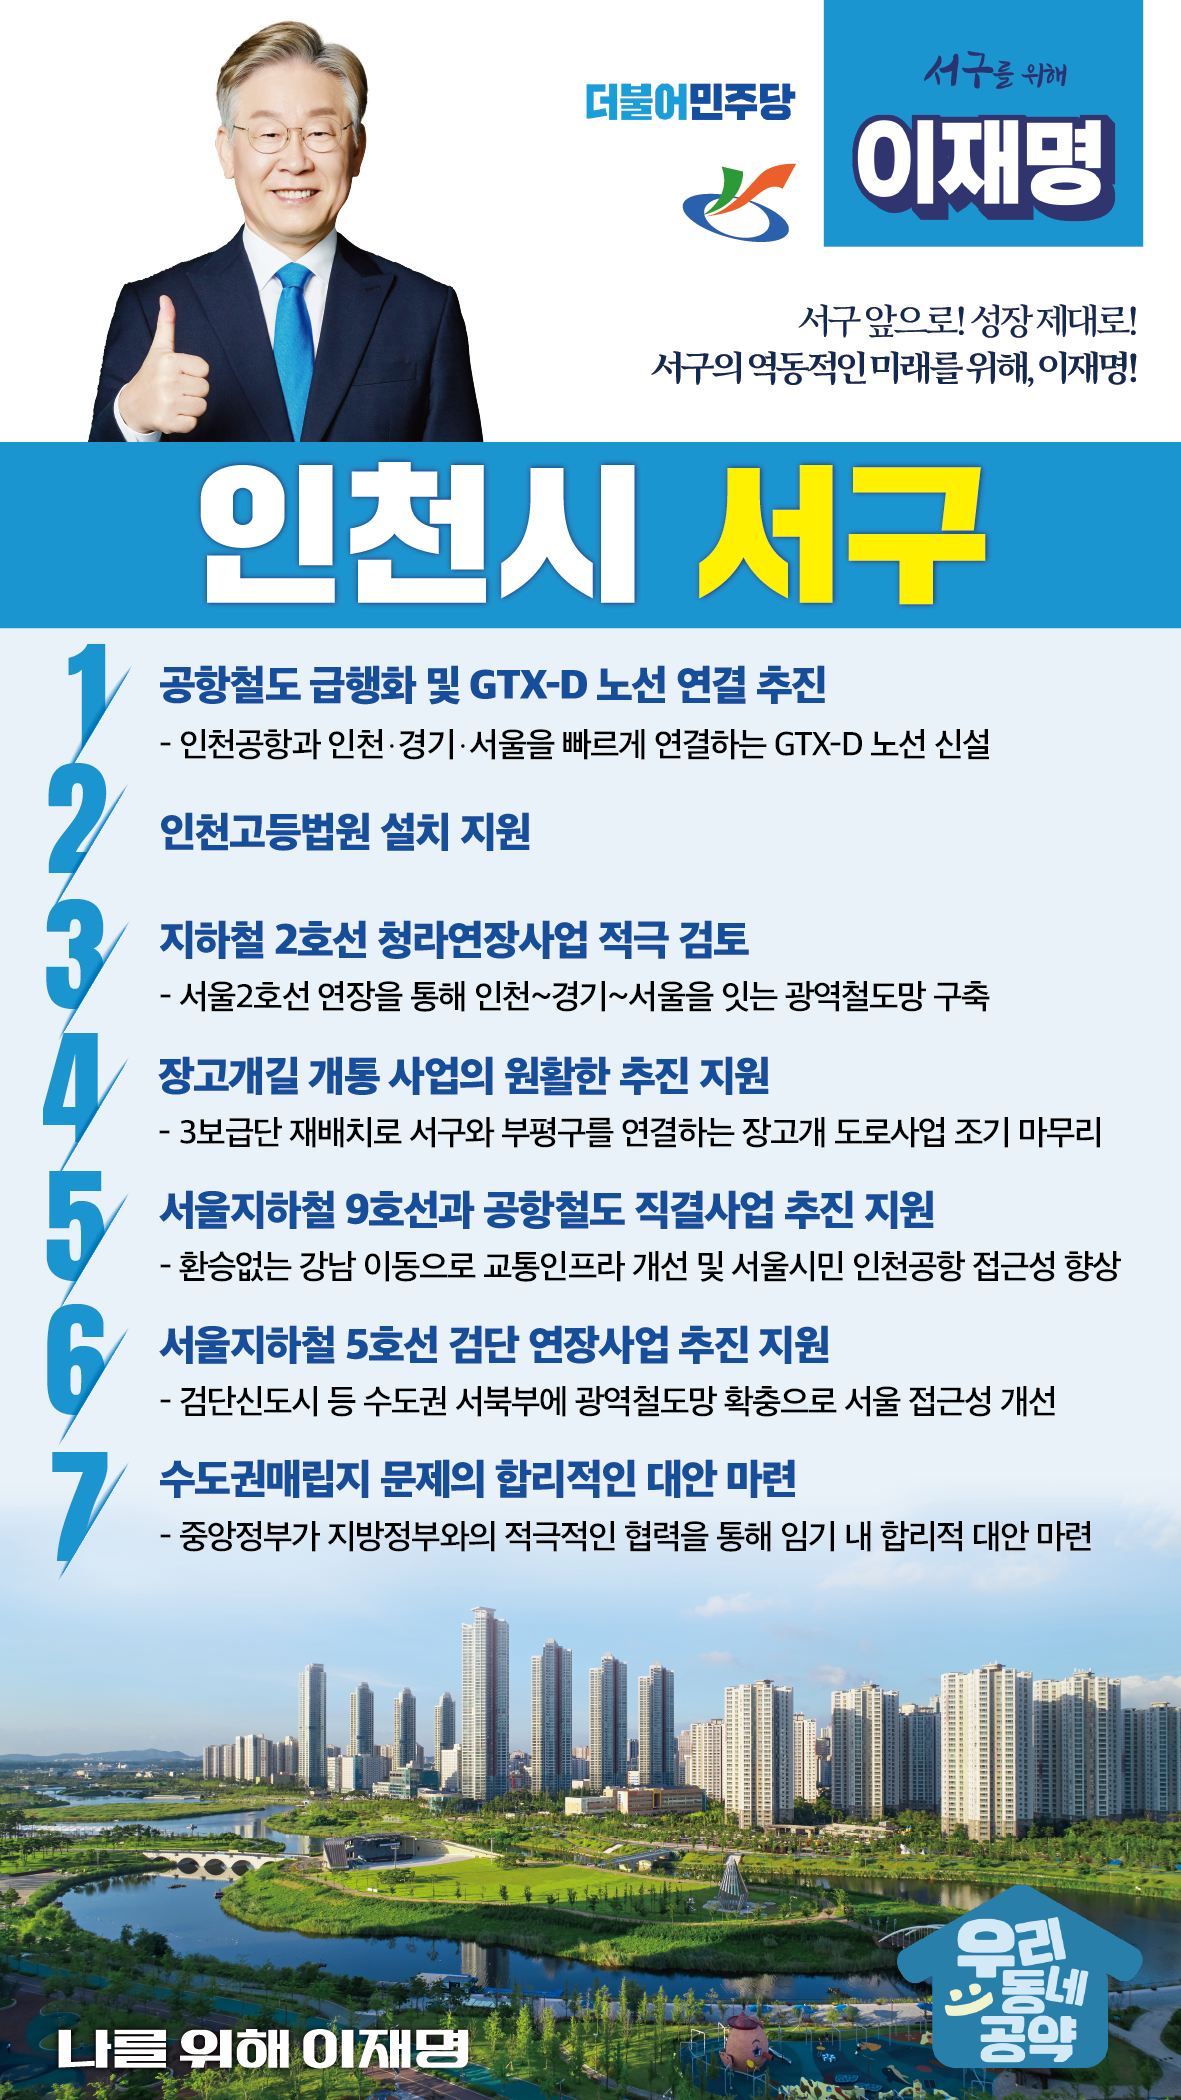 더불어민주당
서구를 위해
이재명
서구 앞으로! 성장 제대로!
서구의 역동적인 미래를 위해, 이재명!
인천시 서구
1
공항철도 급행화 및 GTX-D 노선 연결 추진
- 인천공항과 인천·경기·서울을 빠르게 연결하는 GTX-D 노선 신설
2
인천고등법원 설치 지원
3
지하철 2호선 청라연장사업 적극 검토
- 서울2호선 연장을 통해 인천~경기~서울을 잇는 광역철도망 구축
4
장고개길 개통 사업의 원활한 추진 지원
- 3보급단 재배치로 서구와 부평구를 연결하는 장고개 도로사업 조기 마무리
5
서울지하철 9호선과 공항철도 직결사업 추진 지원
- 환승없는 강남 이동으로 교통인프라 개선 및 서울시민 인천공항 접근성 향상
6
서울지하철 5호선 검단 연장사업 추진 지원
- 검단신도시 등 수도권 서북부에 광역철도망 확충으로 서울 접근성 개선
7
수도권매립지 문제의 합리적인 대안 마련
- 중앙정부가 지방정부와의 적극적인 협력을 통해 임기 내 합리적 대안 마련
우리
동네
공약
나를 위해 이재명